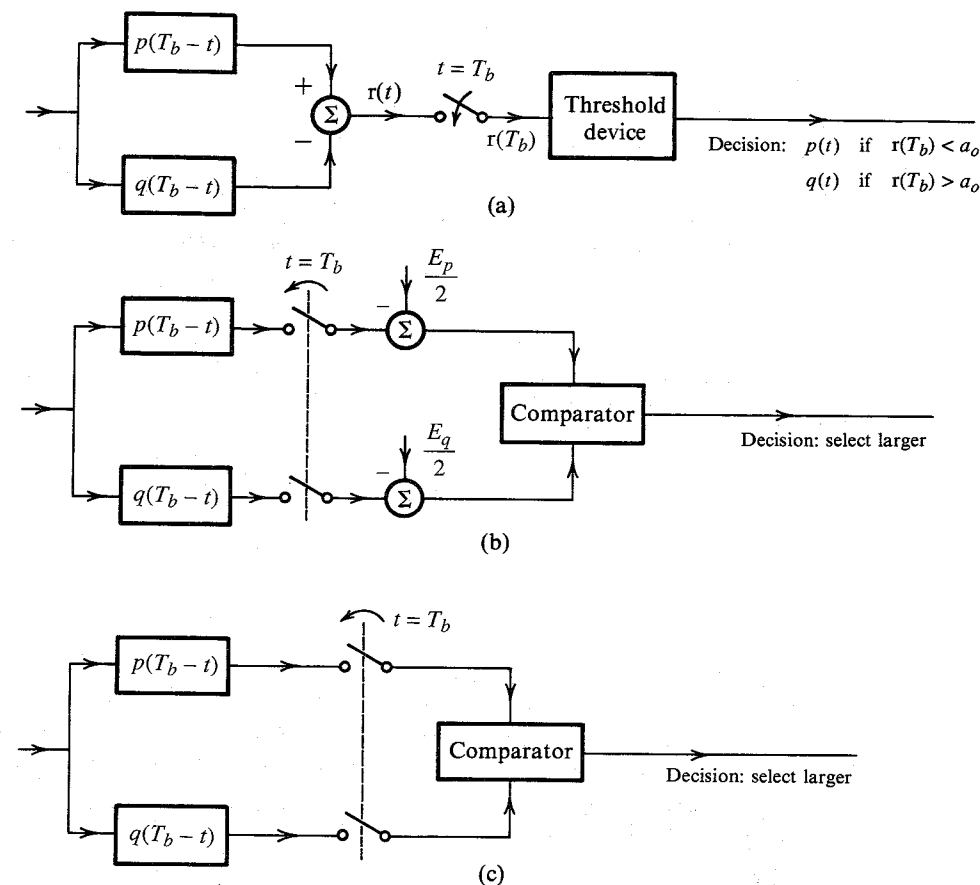 p(T_b − t)
+
r(t)
t = T_b
Σ
−
r(T_b)
Threshold
device
Decision: p(t) if r(T_b) < a_o
q(t) if r(T_b) > a_o
q(T_b − t)
(a)
t = T_b
E_p/2
p(T_b − t)
−
Σ
Comparator
Decision: select larger
E_q/2
q(T_b − t)
−
Σ
(b)
t = T_b
p(T_b − t)
Comparator
Decision: select larger
q(T_b − t)
(c)